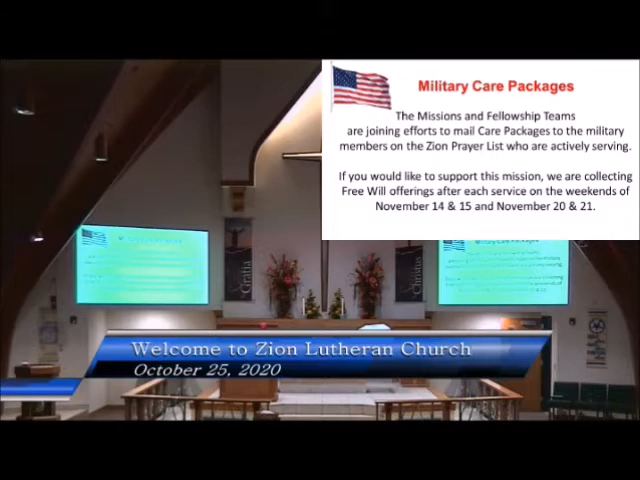 Military Care Packages
The Missions and Fellowship Teams
are joining efforts to mail Care Packages to the military
members on the Zion Prayer List who are actively serving.
If you would like to support this mission, we are collecting
Free Will offerings after each service on the weekends of
November 14 & 15 and November 20 & 21.
Gratia
Christus
Military Care Packages
Welcome to Zion Lutheran Church
October 25, 2020